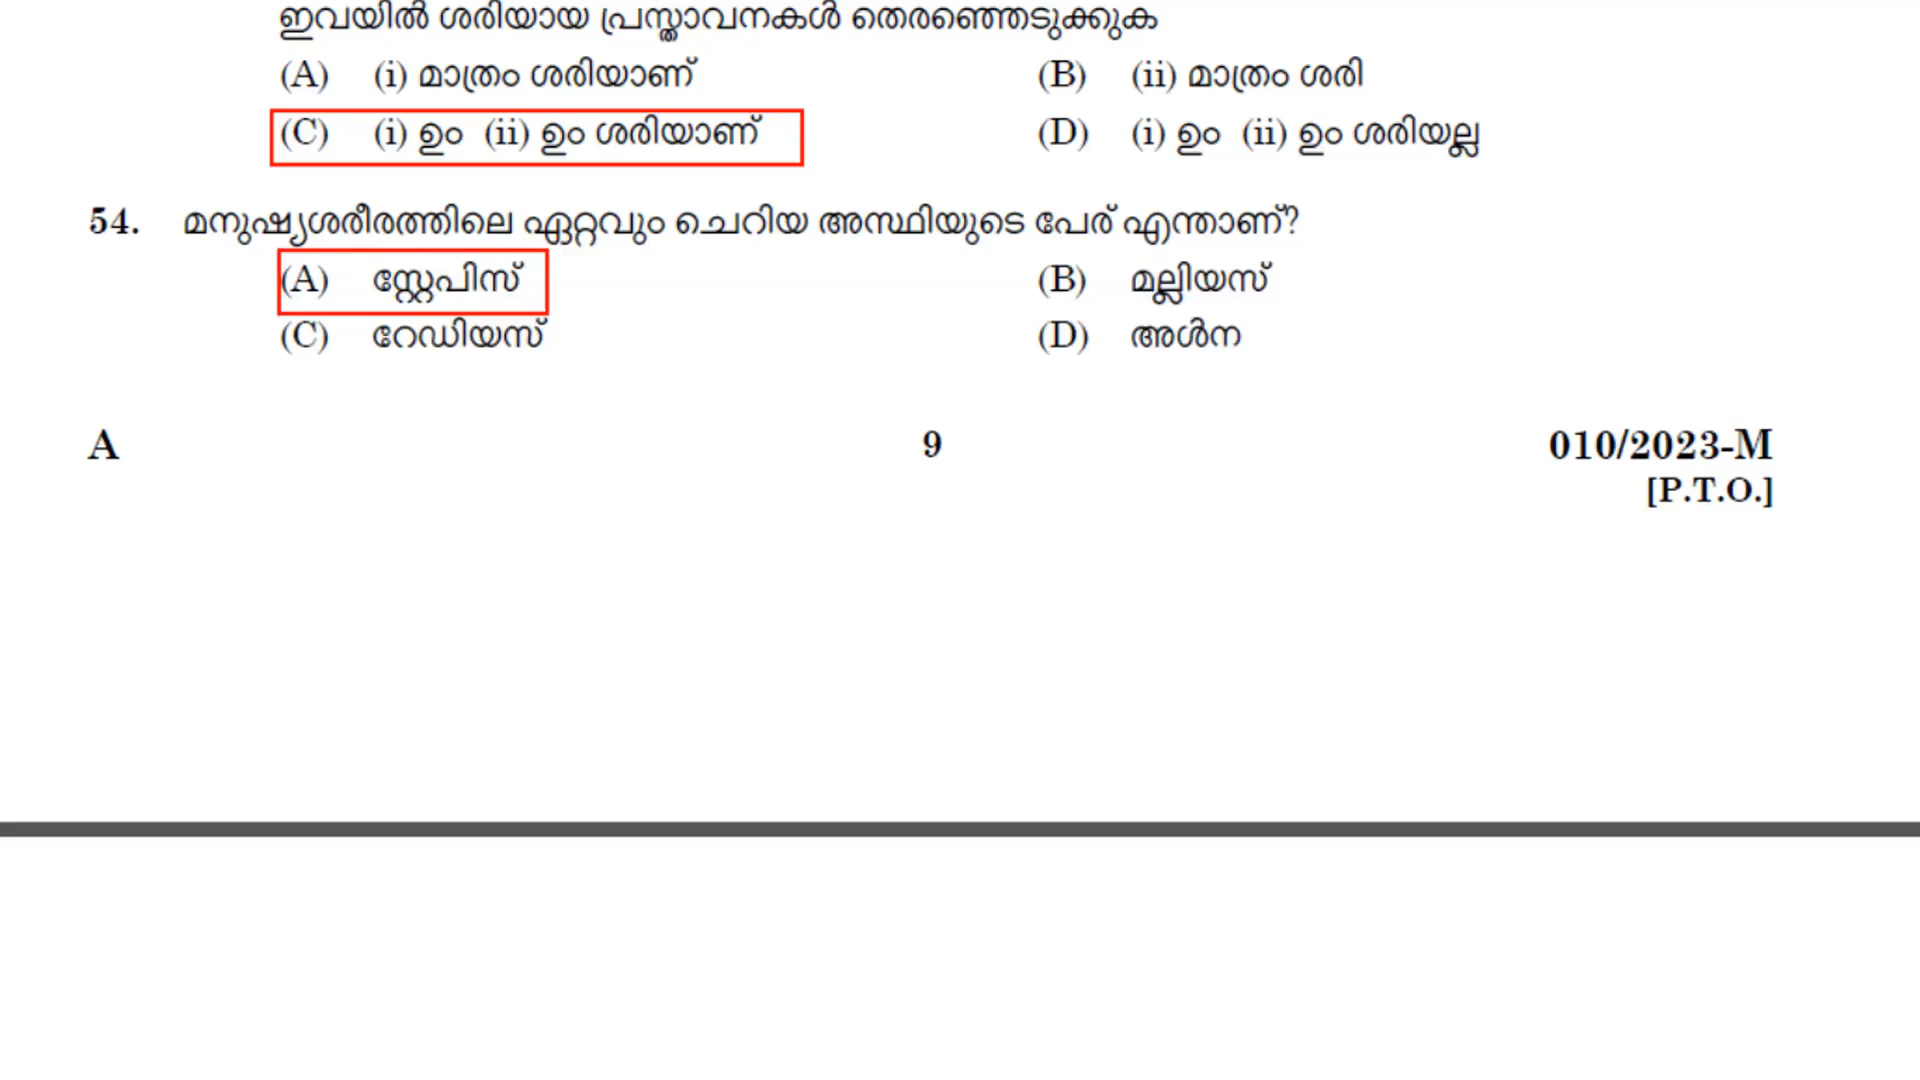 ഇവയിൽ ശരിയായ പ്രസ്താവനകൾ തെരഞ്ഞെടുക്കുക
(A) (i) മാത്രം ശരിയാണ് (B) (ii) മാത്രം ശരി
(C) (i) ഉം (ii) ഉം ശരിയാണ് (D) (i) ഉം (ii) ഉം ശരിയല്ല
54. മനുഷ്യശരീരത്തിലെ ഏറ്റവും ചെറിയ അസ്ഥിയുടെ പേര് എന്താണ്?
(A) സ്റ്റേപിസ് (B) മല്ലിയസ്
(C) റേഡിയസ് (D) അൾന
A 9 010/2023-M
[P.T.O.]